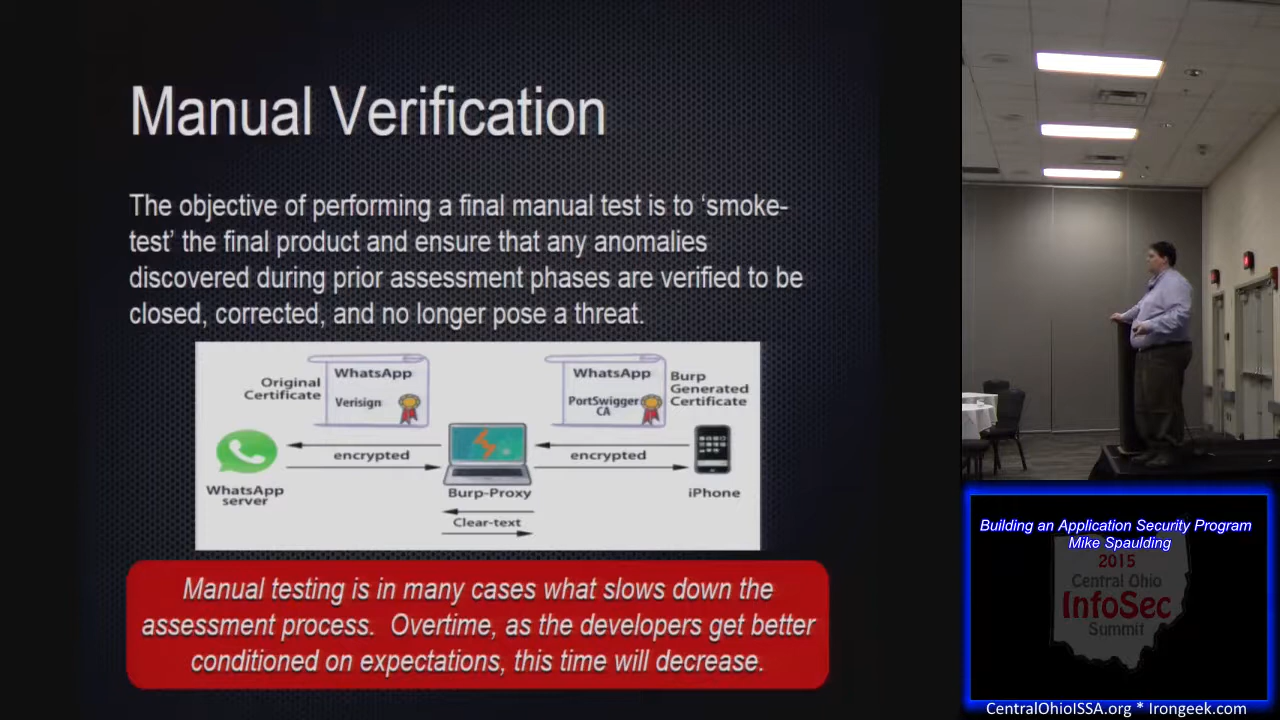 Manual Verification
The objective of performing a final manual test is to ‘smoke-
test’ the final product and ensure that any anomalies
discovered during prior assessment phases are verified to be
closed, corrected, and no longer pose a threat.
Original
Certificate
WhatsApp
Verisign
WhatsApp
PortSwigger
CA
Burp
Generated
Certificate
encrypted
encrypted
WhatsApp
server
Burp-Proxy
iPhone
Clear-text
Manual testing is in many cases what slows down the
assessment process.  Overtime, as the developers get better
conditioned on expectations, this time will decrease.
Building an Application Security Program
Mike Spaulding
2015
Central Ohio
InfoSec
Summit
CentralOhioISSA.org * Irongeek.com